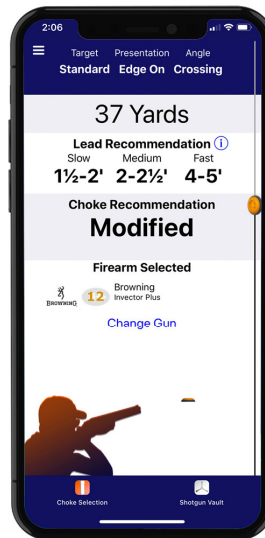 2:06
Target Presentation Angle
Standard Edge On Crossing
37 Yards
Lead Recommendation i
Slow Medium Fast
1½-2' 2-2½' 4-5'
Choke Recommendation
Modified
Firearm Selected
BROWNING 12 Browning
Invector Plus
Change Gun
Choke Selection Shotgun Vault